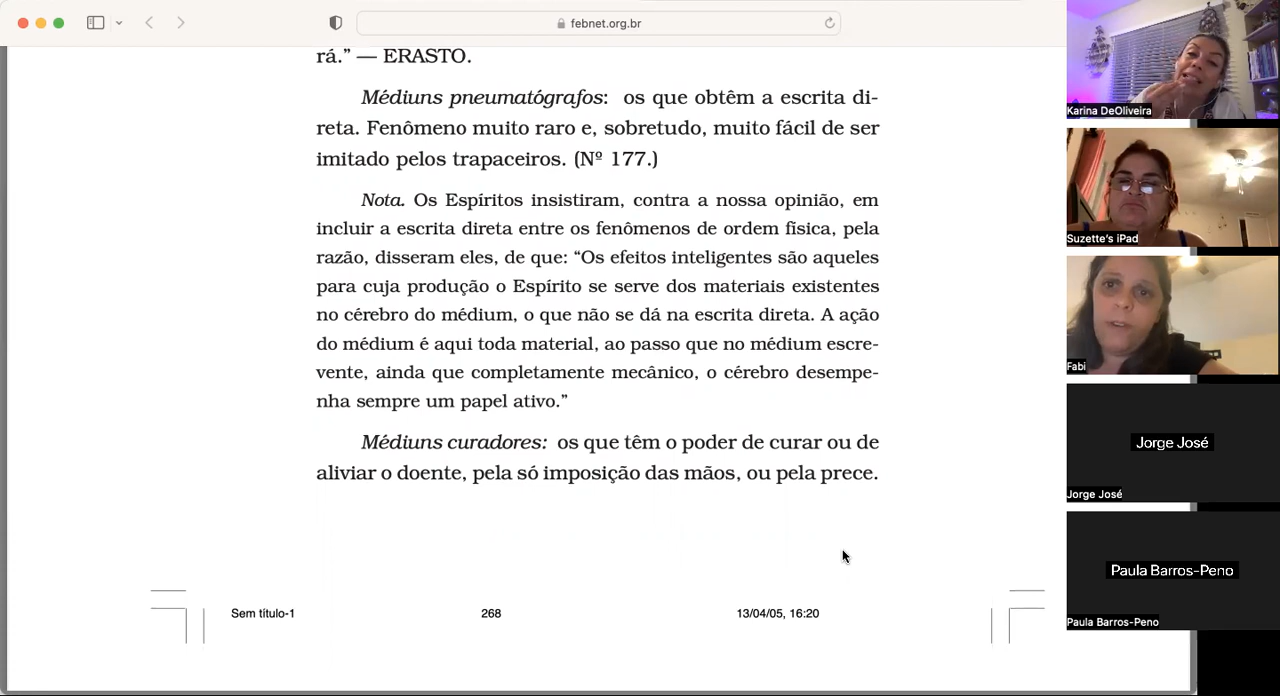 febnet.org.br
rá.” — ERASTO.
Médiuns pneumatógrafos: os que obtêm a escrita di-
reta. Fenômeno muito raro e, sobretudo, muito fácil de ser
imitado pelos trapaceiros. (Nº 177.)
Nota. Os Espíritos insistiram, contra a nossa opinião, em
incluir a escrita direta entre os fenômenos de ordem física, pela
razão, disseram eles, de que: “Os efeitos inteligentes são aqueles
para cuja produção o Espírito se serve dos materiais existentes
no cérebro do médium, o que não se dá na escrita direta. A ação
do médium é aqui toda material, ao passo que no médium escre-
vente, ainda que completamente mecânico, o cérebro desempe-
nha sempre um papel ativo.”
Médiuns curadores: os que têm o poder de curar ou de
aliviar o doente, pela só imposição das mãos, ou pela prece.
Sem título-1 268 13/04/05, 16:20
Karina DeOliveira
Suzette’s iPad
Fabi
Jorge José
Jorge José
Paula Barros-Peno
Paula Barros-Peno